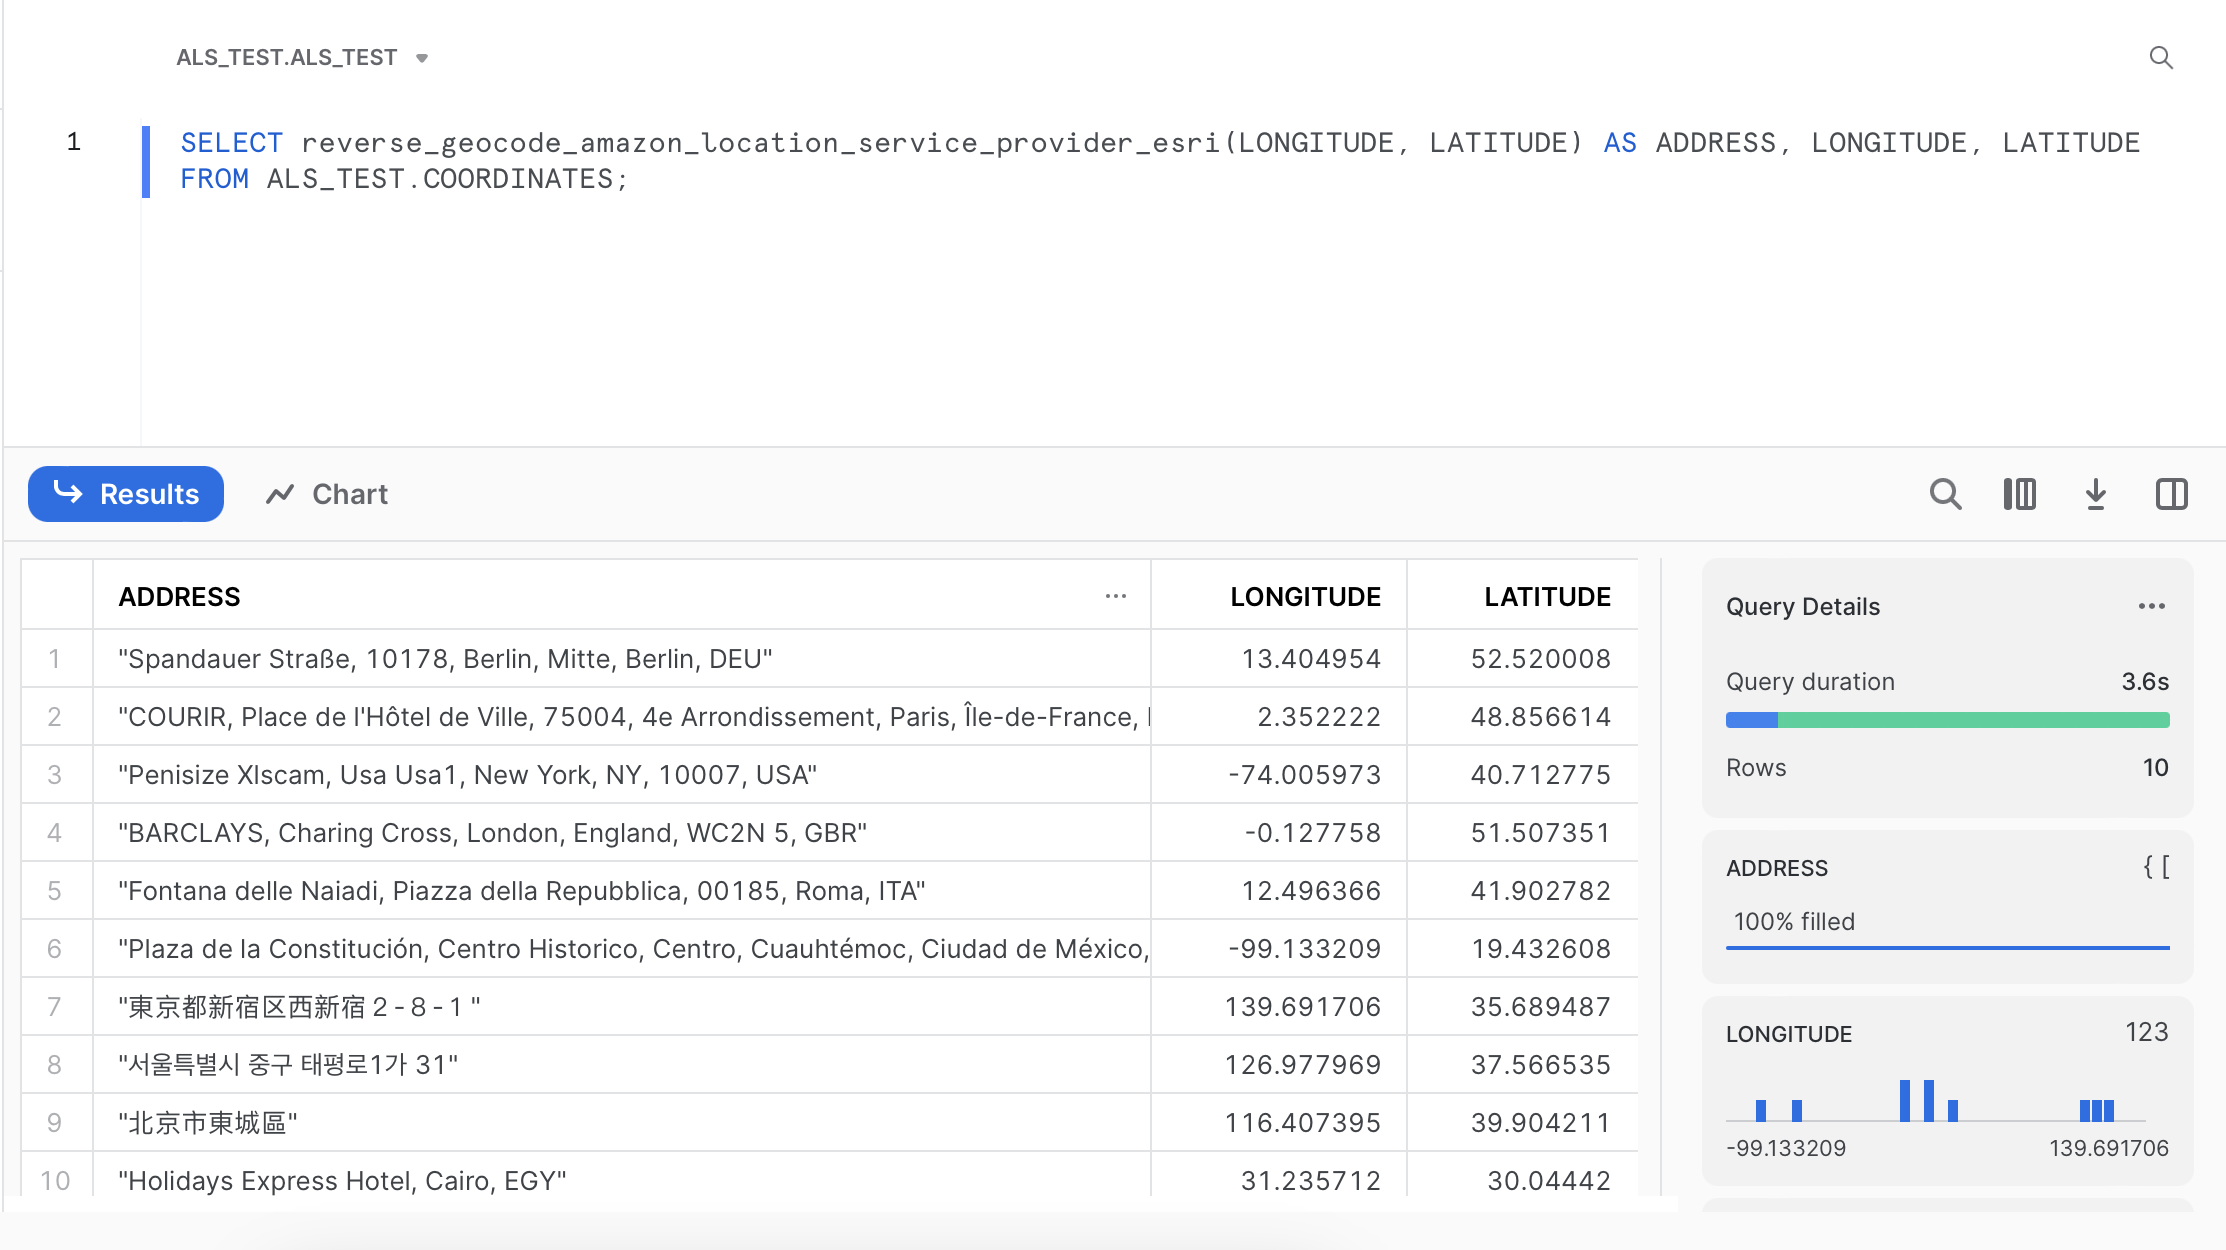 ALS_TEST.ALS_TEST
1
SELECT reverse_geocode_amazon_location_service_provider_esri(LONGITUDE, LATITUDE) AS ADDRESS, LONGITUDE, LATITUDE
FROM ALS_TEST.COORDINATES;
Results Chart
ADDRESS ... LONGITUDE LATITUDE
1 "Spandauer Straße, 10178, Berlin, Mitte, Berlin, DEU" 13.404954 52.520008
2 "COURIR, Place de l'Hôtel de Ville, 75004, 4e Arrondissement, Paris, Île-de-France, 2.352222 48.856614
3 "Penisize Xlscam, Usa Usa1, New York, NY, 10007, USA" -74.005973 40.712775
4 "BARCLAYS, Charing Cross, London, England, WC2N 5, GBR" -0.127758 51.507351
5 "Fontana delle Naiadi, Piazza della Repubblica, 00185, Roma, ITA" 12.496366 41.902782
6 "Plaza de la Constitución, Centro Historico, Centro, Cuauhtémoc, Ciudad de México, -99.133209 19.432608
7 "東京都新宿区西新宿２-８-１" 139.691706 35.689487
8 "서울특별시 중구 태평로1가 31" 126.977969 37.566535
9 "北京市東城區" 116.407395 39.904211
10 "Holidays Express Hotel, Cairo, EGY" 31.235712 30.04442
Query Details ...
Query duration 3.6s
Rows 10
ADDRESS { [
100% filled
LONGITUDE 123
-99.133209 139.691706